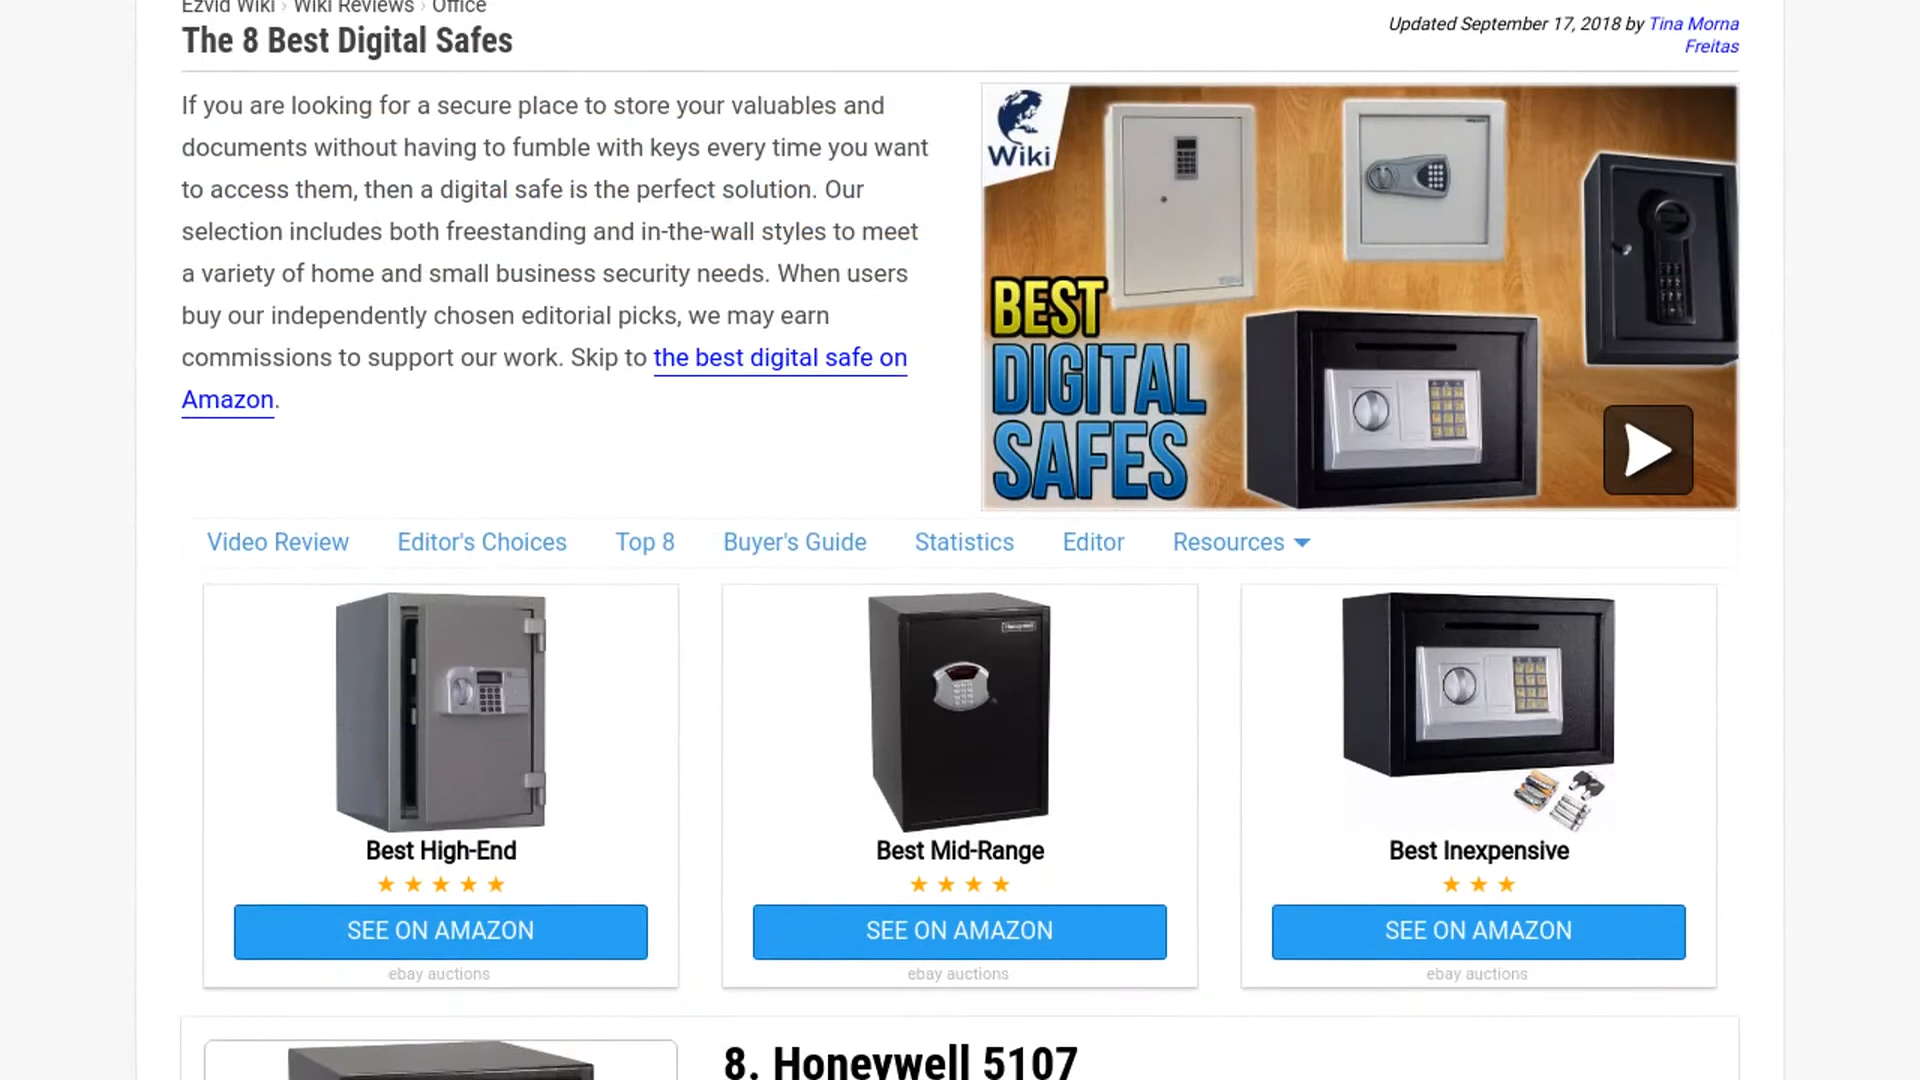 Ezvid Wiki › Wiki Reviews › Office
The 8 Best Digital Safes
Updated September 17, 2018 by Tina Morna
Freitas
If you are looking for a secure place to store your valuables and
documents without having to fumble with keys every time you want
to access them, then a digital safe is the perfect solution. Our
selection includes both freestanding and in-the-wall styles to meet
a variety of home and small business security needs. When users
buy our independently chosen editorial picks, we may earn
commissions to support our work. Skip to the best digital safe on
Amazon.
Wiki
BEST
DIGITAL
SAFES
Video Review Editor's Choices Top 8 Buyer's Guide Statistics Editor Resources
Honeywell
Best High-End
Best Mid-Range
Best Inexpensive
SEE ON AMAZON
SEE ON AMAZON
SEE ON AMAZON
ebay auctions
ebay auctions
ebay auctions
8. Honeywell 5107